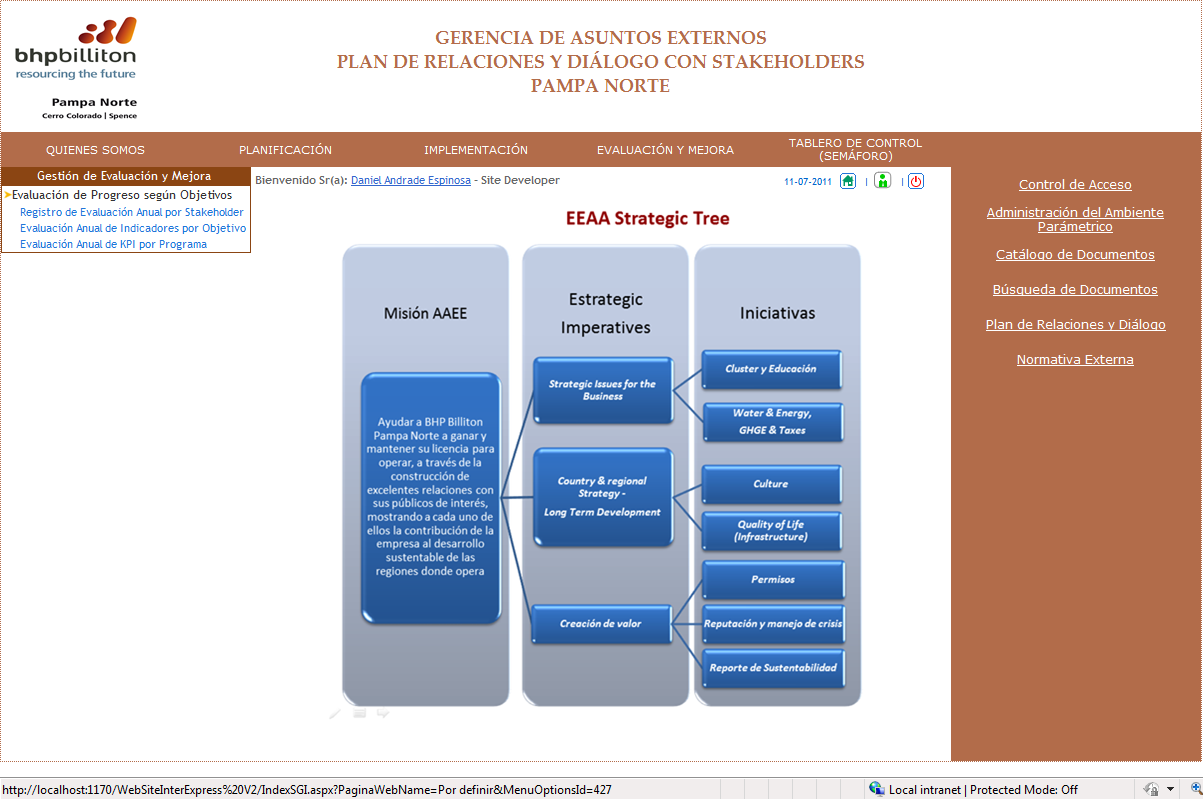 bhpbilliton
resourcing the future
Pampa Norte
Cerro Colorado | Spence
GERENCIA DE ASUNTOS EXTERNOS
PLAN DE RELACIONES Y DIÁLOGO CON STAKEHOLDERS
PAMPA NORTE
QUIENES SOMOS
PLANIFICACIÓN
IMPLEMENTACIÓN
EVALUACIÓN Y MEJORA
TABLERO DE CONTROL
(SEMÁFORO)
Gestión de Evaluación y Mejora
Evaluación de Progreso según Objetivos
Registro de Evaluación Anual por Stakeholder
Evaluación Anual de Indicadores por Objetivo
Evaluación Anual de KPI por Programa
Bienvenido Sr(a): Daniel Andrade Espinosa - Site Developer
11-07-2011 | |
EEAA Strategic Tree
Misión AAEE
Ayudar a BHP Billiton
Pampa Norte a ganar y
mantener su licencia para
operar, a través de la
construcción de
excelentes relaciones con
sus públicos de interés,
mostrando a cada uno de
ellos la contribución de la
empresa al desarrollo
sustentable de las
regiones donde opera
Estrategic
Imperatives
Strategic Issues for the
Business
Country & regional
Strategy -
Long Term Development
Creación de valor
Iniciativas
Cluster y Educación
Water & Energy,
GHGE & Taxes
Culture
Quality of Life
(Infrastructure)
Permisos
Reputación y manejo de crisis
Reporte de Sustentabilidad
Control de Acceso
Administración del Ambiente
Parámetrico
Catálogo de Documentos
Búsqueda de Documentos
Plan de Relaciones y Diálogo
Normativa Externa
http://localhost:1170/WebSiteInterExpress%20V2/IndexSGI.aspx?PaginaWebName=Por definir&MenuOptionsId=427
Local intranet | Protected Mode: Off